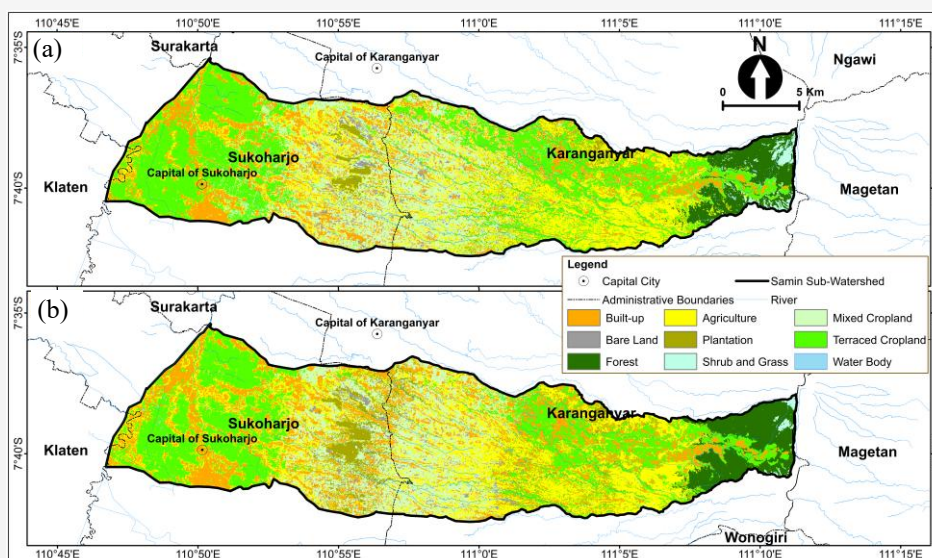 110°45'E 110°50'E 110°55'E 111°0'E 111°5'E 111°10'E 111°15'E
(a)
7°35'S
Surakarta
Capital of Karanganyar
N
Ngawi
0 5 Km
Sukoharjo
Karanganyar
Capital of Sukoharjo
Klaten
7°40'S
Magetan
Legend
Capital City
Samin Sub-Watershed
Administrative Boundaries
River
Built-up
Agriculture
Mixed Cropland
Bare Land
Plantation
Terraced Cropland
Forest
Shrub and Grass
Water Body
(b)
7°35'S
Surakarta
Capital of Karanganyar
Sukoharjo
Karanganyar
Capital of Sukoharjo
Klaten
7°40'S
Magetan
Wonogiri
110°45'E 110°50'E 110°55'E 111°0'E 111°5'E 111°10'E 111°15'E